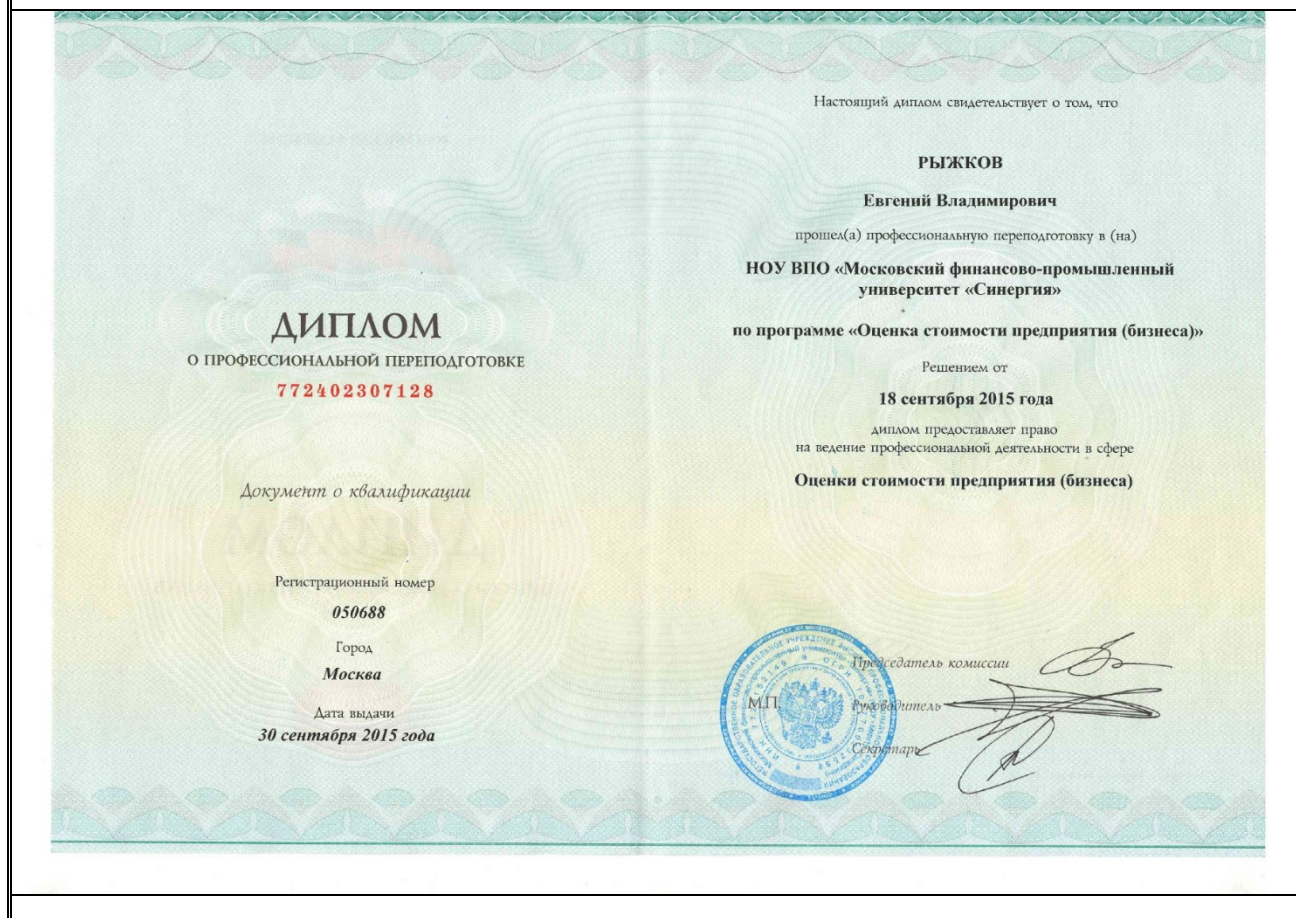 ДИПЛОМ
О ПРОФЕССИОНАЛЬНОЙ ПЕРЕПОДГОТОВКЕ
772402307128
Документ о квалификации
Регистрационный номер
050688
Город
Москва
Дата выдачи
30 сентября 2015 года
Настоящий диплом свидетельствует о том, что
РЫЖКОВ
Евгений Владимирович
прошел(а) профессиональную переподготовку в (на)
НОУ ВПО «Московский финансово-промышленный
университет «Синергия»
по программе «Оценка стоимости предприятия (бизнеса)»
Решением от
18 сентября 2015 года
диплом предоставляет право
на ведение профессиональной деятельности в сфере
Оценки стоимости предприятия (бизнеса)
Председатель комиссии
М.П.
Руководитель
Секретарь